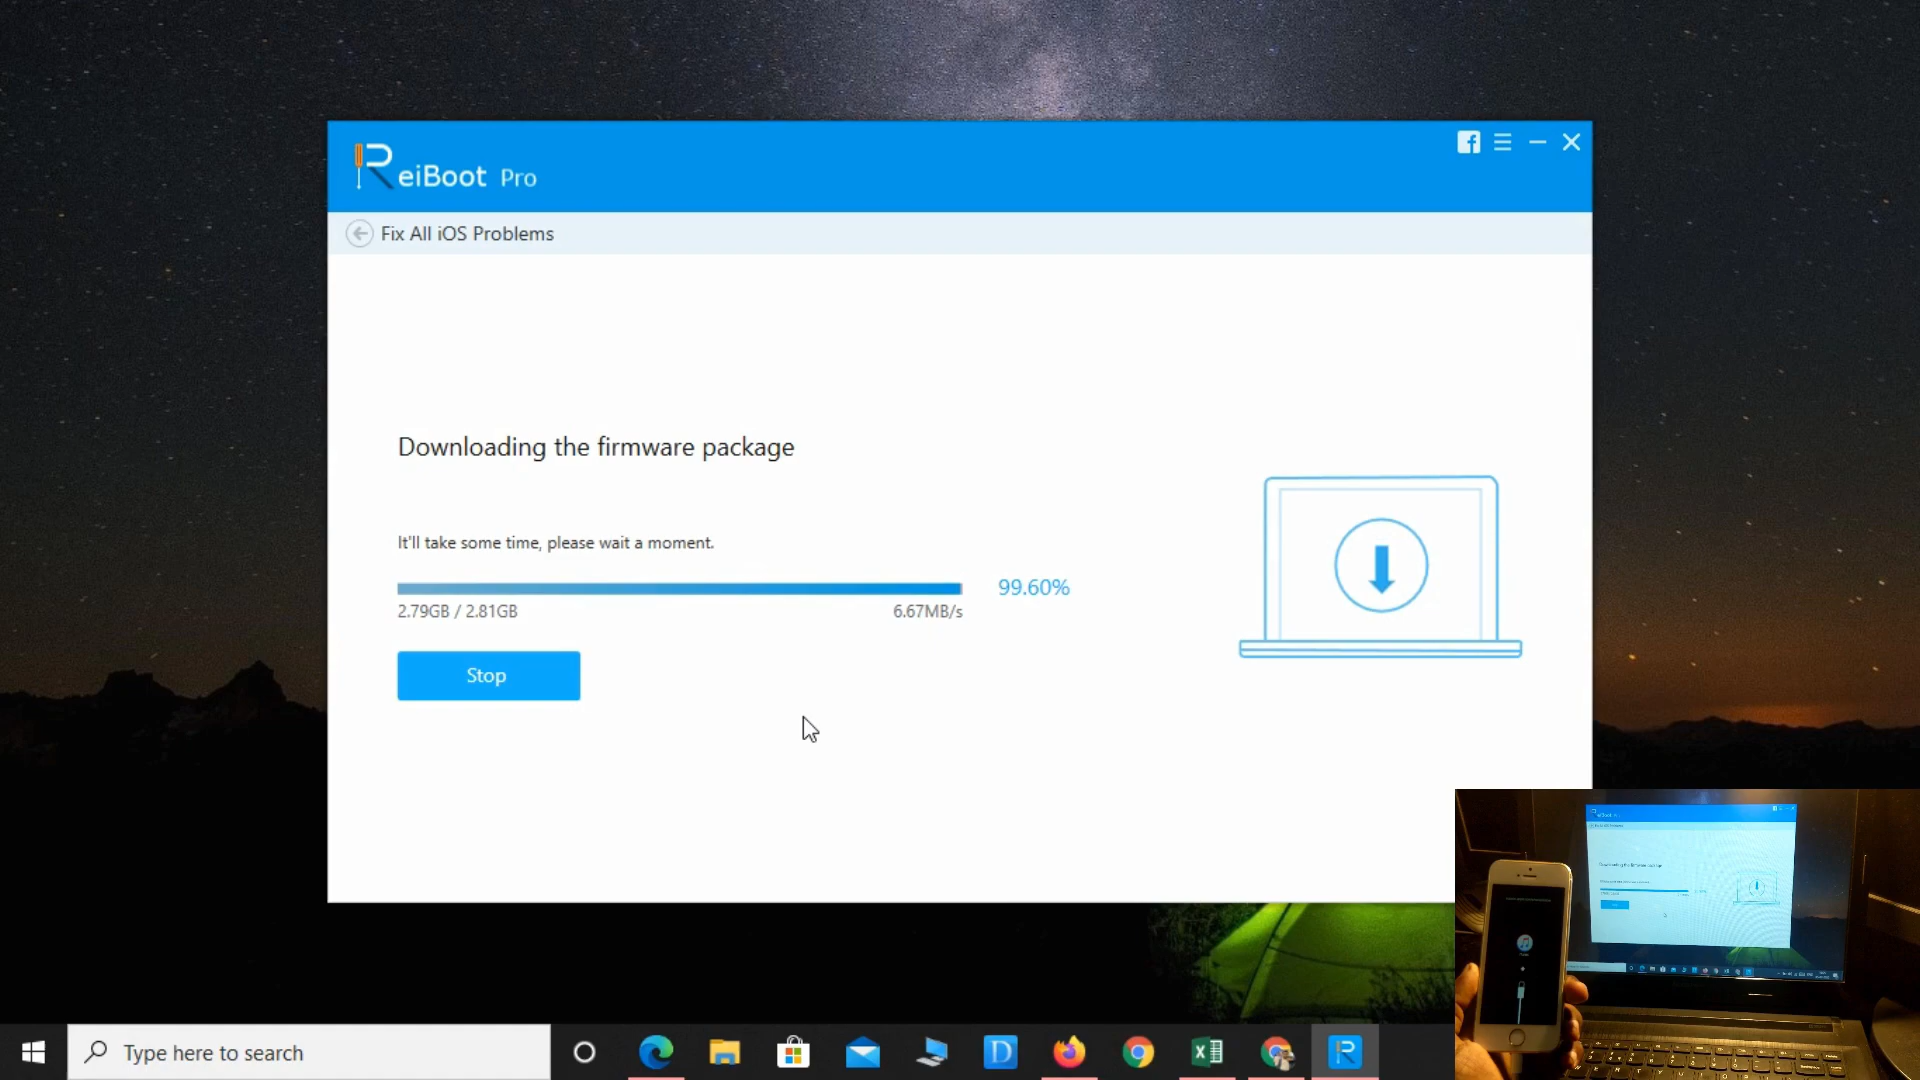 ReiBoot Pro
Fix All iOS Problems
Downloading the firmware package
It'll take some time, please wait a moment.
99.60%
2.79GB / 2.81GB
6.67MB/s
Stop
Type here to search